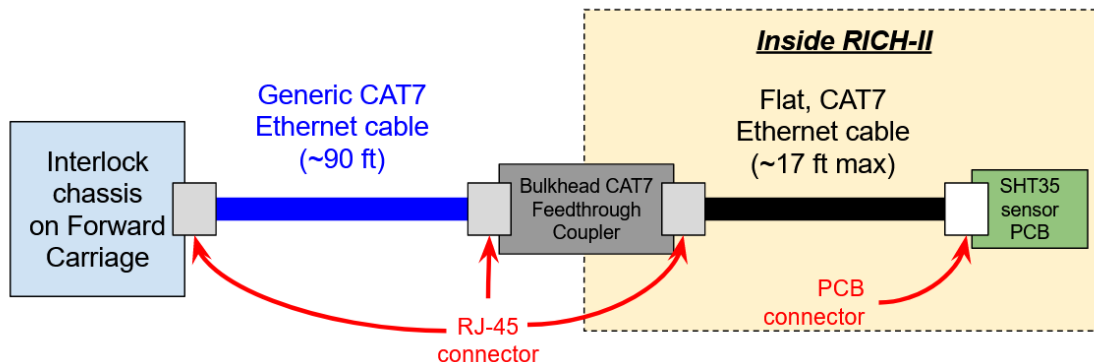 Inside RICH-II
Generic CAT7
Ethernet cable
(~90 ft)
Flat, CAT7
Ethernet cable
(~17 ft max)
Interlock
chassis
on Forward
Carriage
Bulkhead CAT7
Feedthrough
Coupler
SHT35
sensor
PCB
RJ-45
connector
PCB
connector